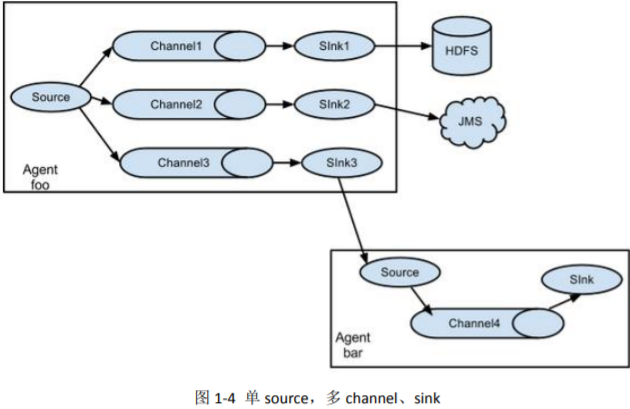 Channel1
SInk1
HDFS
Source
Channel2
SInk2
JMS
Channel3
SInk3
Agent
foo
Source
SInk
Channel4
Agent
bar
图 1-4 单 source，多 channel、sink